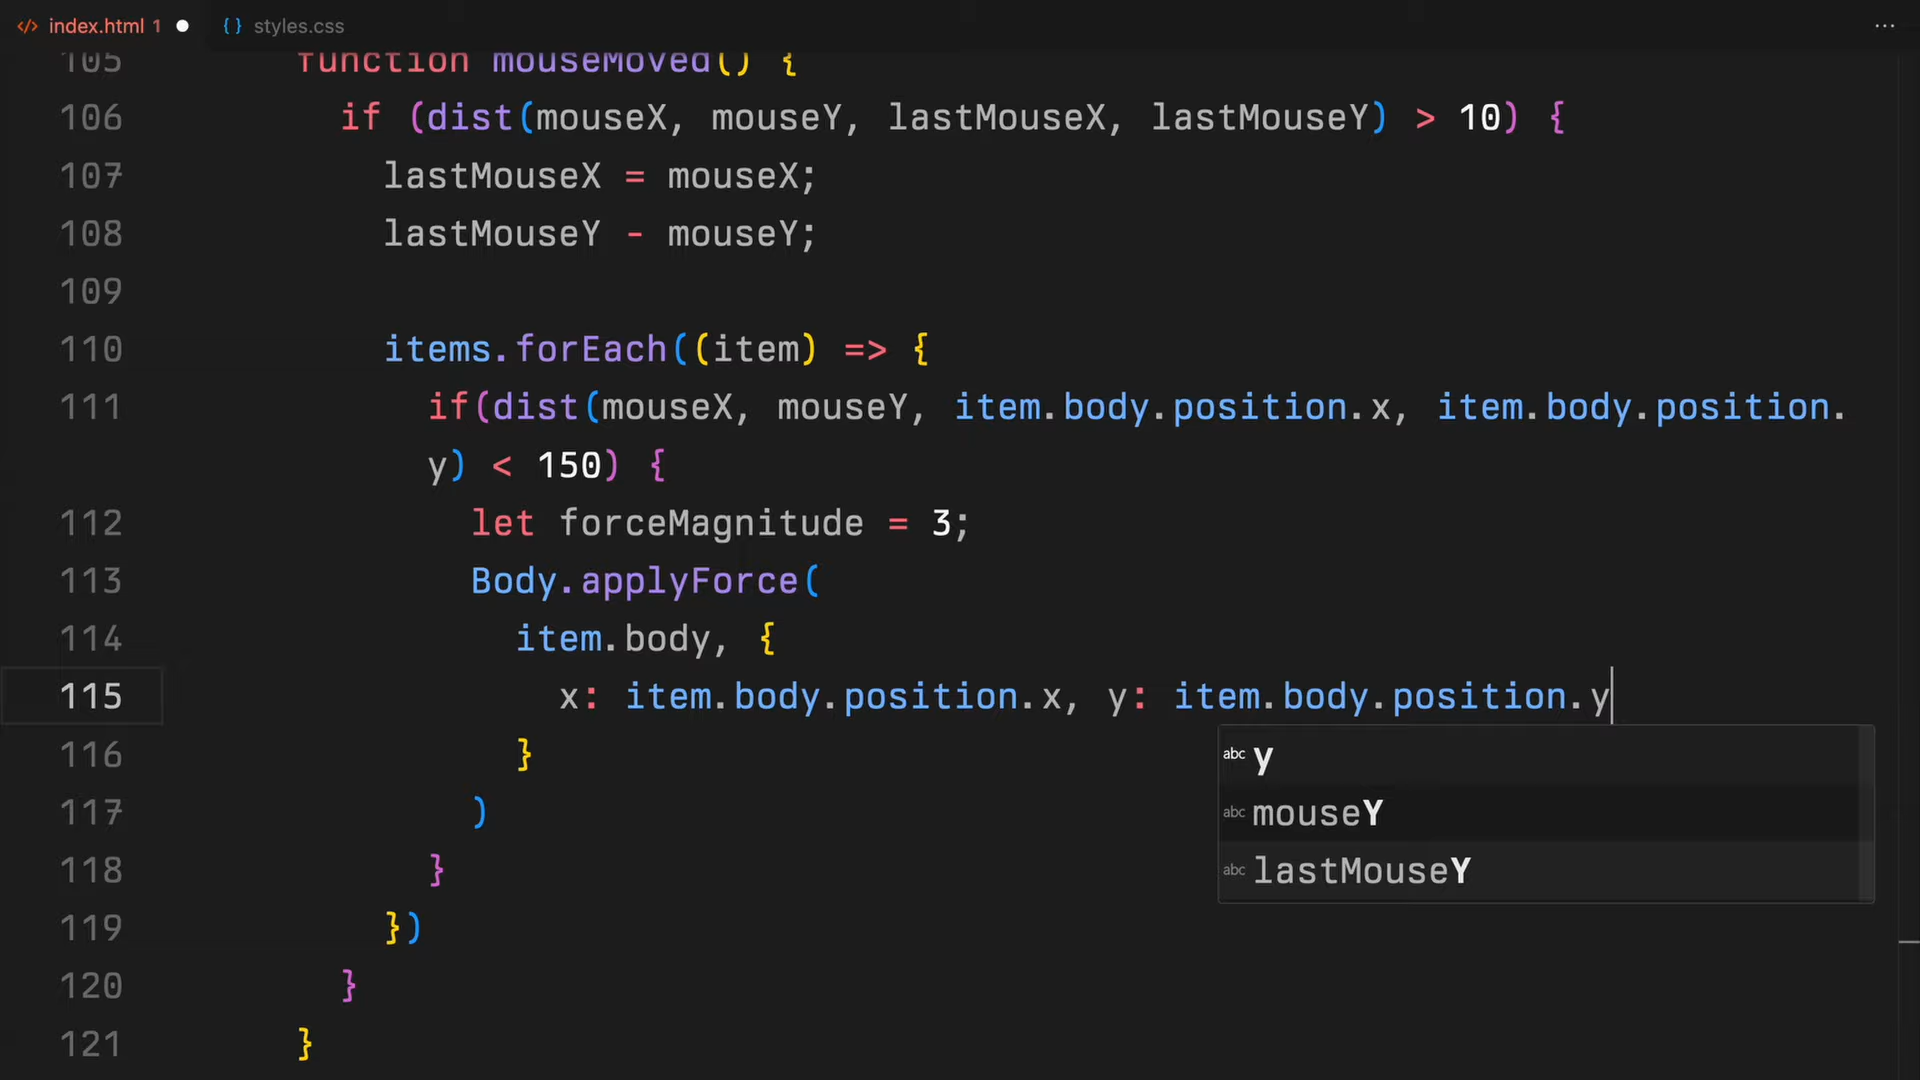 index.html 1
styles.css
105 function mouseMoved() {
106 if (dist(mouseX, mouseY, lastMouseX, lastMouseY) > 10) {
107 lastMouseX = mouseX;
108 lastMouseY - mouseY;
109
110 items.forEach((item) => {
111 if(dist(mouseX, mouseY, item.body.position.x, item.body.position.
y) < 150) {
112 let forceMagnitude = 3;
113 Body.applyForce(
114 item.body, {
115 x: item.body.position.x, y: item.body.position.y
abc y
116 }
abc mouseY
117 )
abc lastMouseY
118 }
119 })
120 }
121 }